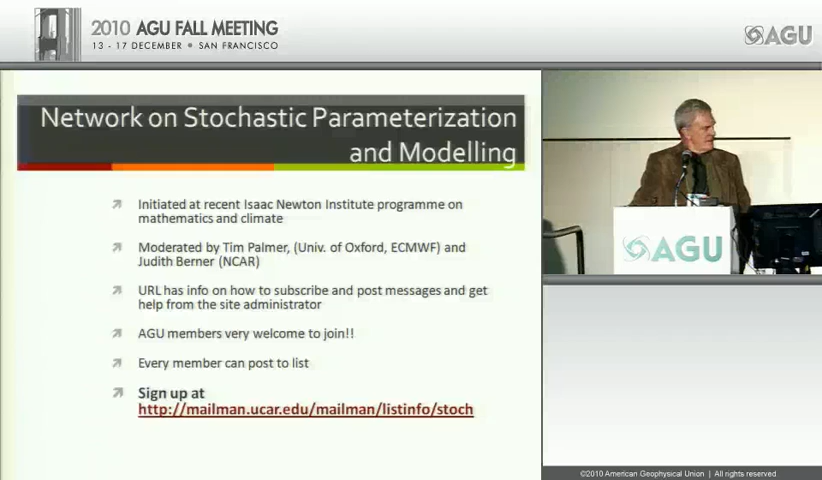 2010 AGU FALL MEETING
13 - 17 DECEMBER • SAN FRANCISCO
AGU
Network on Stochastic Parameterization
and Modelling
Initiated at recent Isaac Newton Institute programme on
mathematics and climate
Moderated by Tim Palmer, (Univ. of Oxford, ECMWF) and
Judith Berner (NCAR)
URL has info on how to subscribe and post messages and get
help from the site administrator
AGU members very welcome to join!!
Every member can post to list
Sign up at
http://mailman.ucar.edu/mailman/listinfo/stoch
AGU
©2010 American Geophysical Union | All rights reserved